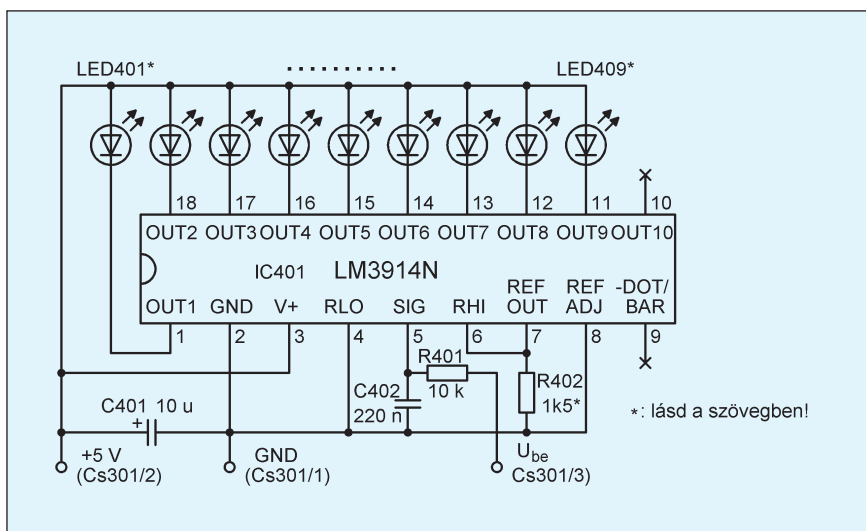 LED401* .......... LED409*
18 17 16 15 14 13 12 11 10
OUT2 OUT3 OUT4 OUT5 OUT6 OUT7 OUT8 OUT9 OUT10
IC401 LM3914N
OUT1 GND V+ RLO SIG RHI REF OUT REF ADJ -DOT/ BAR
1 2 3 4 5 6 7 8 9
R401
10 k
C402
220 n
R402
1k5*
C401 10 u
+
*: lásd a szövegben!
+5 V
(Cs301/2)
GND
(Cs301/1)
Ube
Cs301/3)